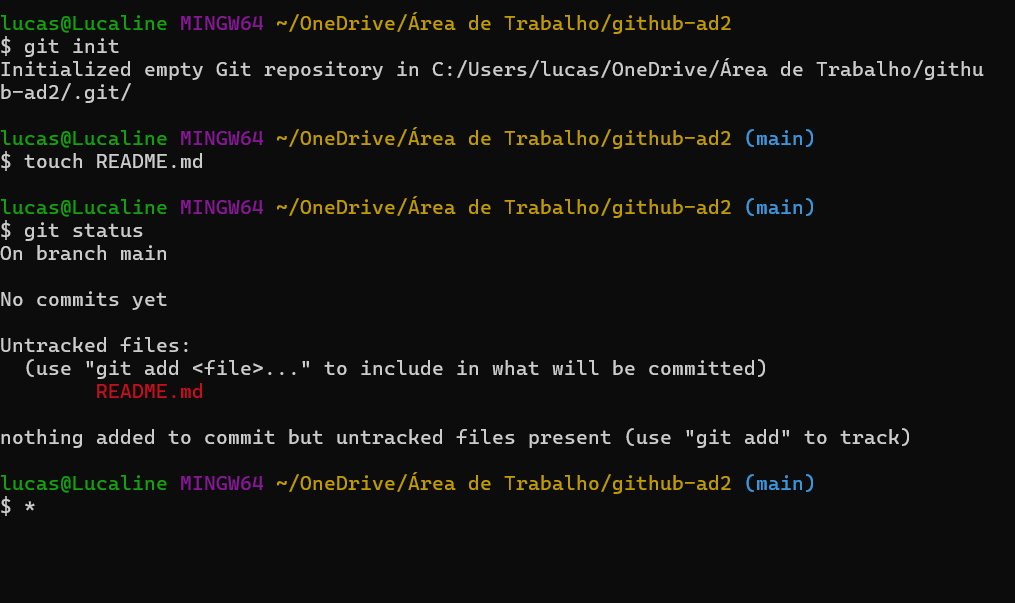 lucas@Lucaline MINGW64 ~/OneDrive/Área de Trabalho/github-ad2
$ git init
Initialized empty Git repository in C:/Users/lucas/OneDrive/Área de Trabalho/githu
b-ad2/.git/
lucas@Lucaline MINGW64 ~/OneDrive/Área de Trabalho/github-ad2 (main)
$ touch README.md
lucas@Lucaline MINGW64 ~/OneDrive/Área de Trabalho/github-ad2 (main)
$ git status
On branch main
No commits yet
Untracked files:
  (use "git add <file>..." to include in what will be committed)
        README.md
nothing added to commit but untracked files present (use "git add" to track)
lucas@Lucaline MINGW64 ~/OneDrive/Área de Trabalho/github-ad2 (main)
$ *